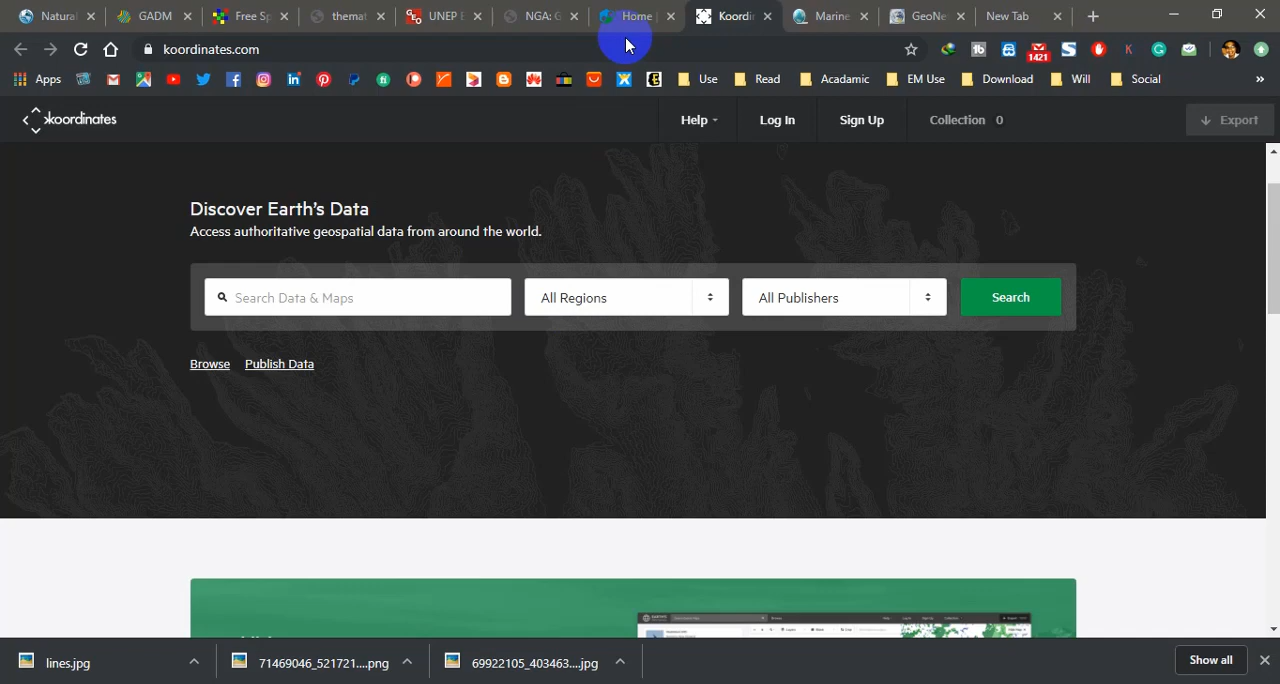 Natural
GADM
Free Sp
themat
UNEP E
NGA: G
Home |
Koordin
Marine
GeoNe
New Tab
koordinates.com
1421
Apps
Use
Read
Acadamic
EM Use
Download
Will
Social
koordinates
Help
Log In
Sign Up
Collection 0
Export
Discover Earth's Data
Access authoritative geospatial data from around the world.
Search Data & Maps
All Regions
All Publishers
Search
Browse
Publish Data
lines.jpg
71469046_521721....png
69922105_403463....jpg
Show all